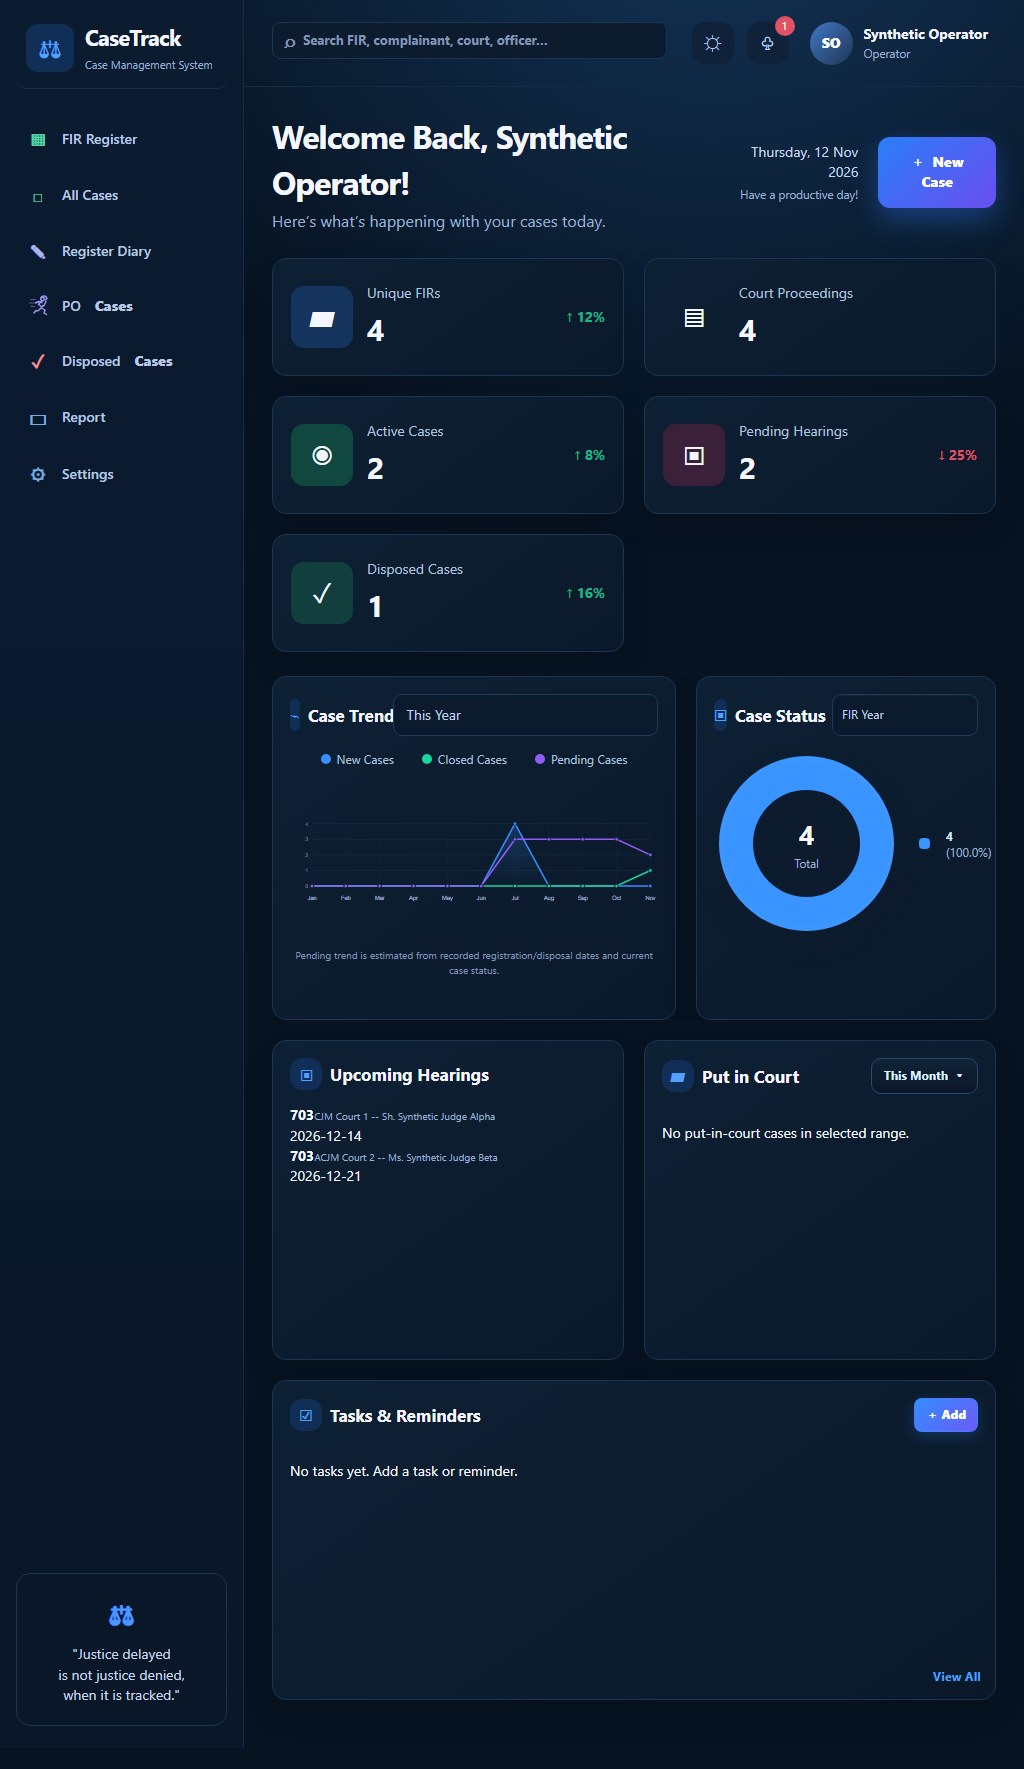 CaseTrack
Case Management System
FIR Register
All Cases
Register Diary
PO Cases
Disposed Cases
Report
Settings
"Justice delayed
is not justice denied,
when it is tracked."
Search FIR, complainant, court, officer...
1
SO
Synthetic Operator
Operator
Welcome Back, Synthetic
Operator!
Here's what's happening with your cases today.
Thursday, 12 Nov
2026
Have a productive day!
+ New
Case
Unique FIRs
4
↑ 12%
Court Proceedings
4
Active Cases
2
↑ 8%
Pending Hearings
2
↓ 25%
Disposed Cases
1
↑ 16%
Case Trend
This Year
New Cases
Closed Cases
Pending Cases
4
3
2
1
0
Jan Feb Mar Apr May Jun Jul Aug Sep Oct Nov
Pending trend is estimated from recorded registration/disposal dates and current
case status.
Case Status
FIR Year
4
Total
4
(100.0%)
Upcoming Hearings
703CJM Court 1 -- Sh. Synthetic Judge Alpha
2026-12-14
703ACJM Court 2 -- Ms. Synthetic Judge Beta
2026-12-21
Put in Court
This Month
No put-in-court cases in selected range.
Tasks & Reminders
+ Add
No tasks yet. Add a task or reminder.
View All